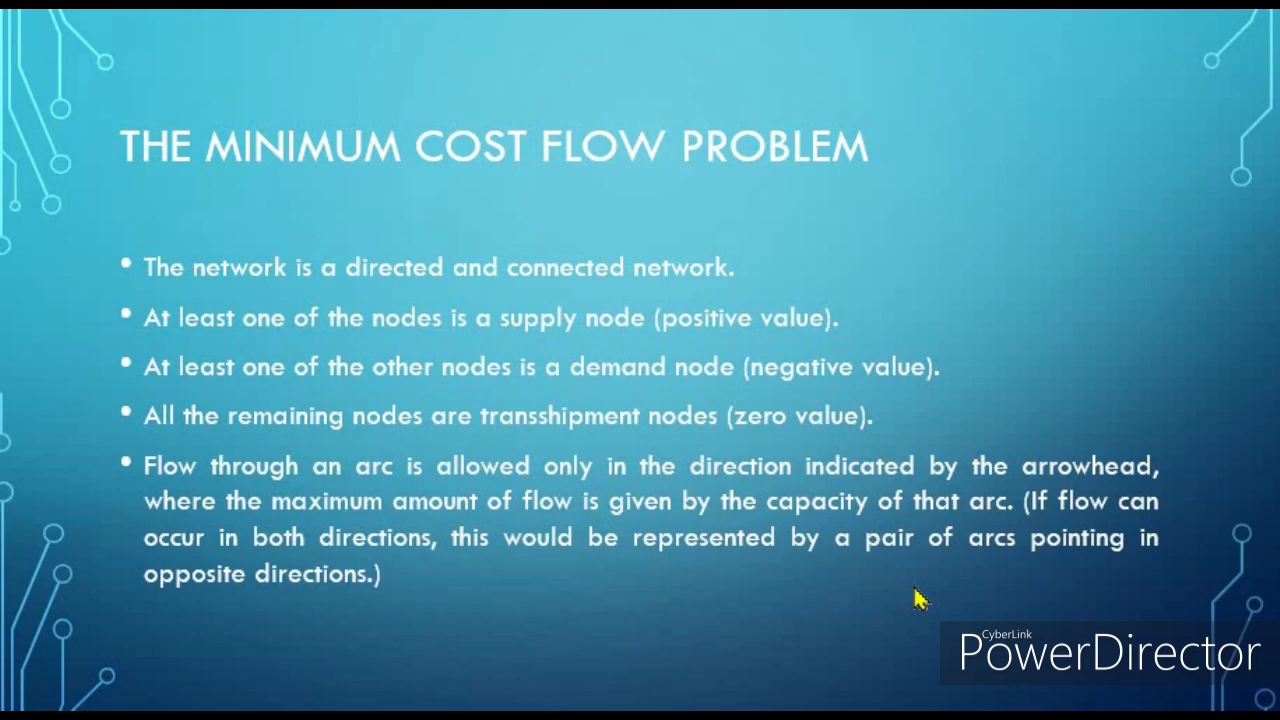 THE MINIMUM COST FLOW PROBLEM
• The network is a directed and connected network.
• At least one of the nodes is a supply node (positive value).
• At least one of the other nodes is a demand node (negative value).
• All the remaining nodes are transshipment nodes (zero value).
• Flow through an arc is allowed only in the direction indicated by the arrowhead,
where the maximum amount of flow is given by the capacity of that arc. (If flow can
occur in both directions, this would be represented by a pair of arcs pointing in
opposite directions.)
CyberLink
PowerDirector